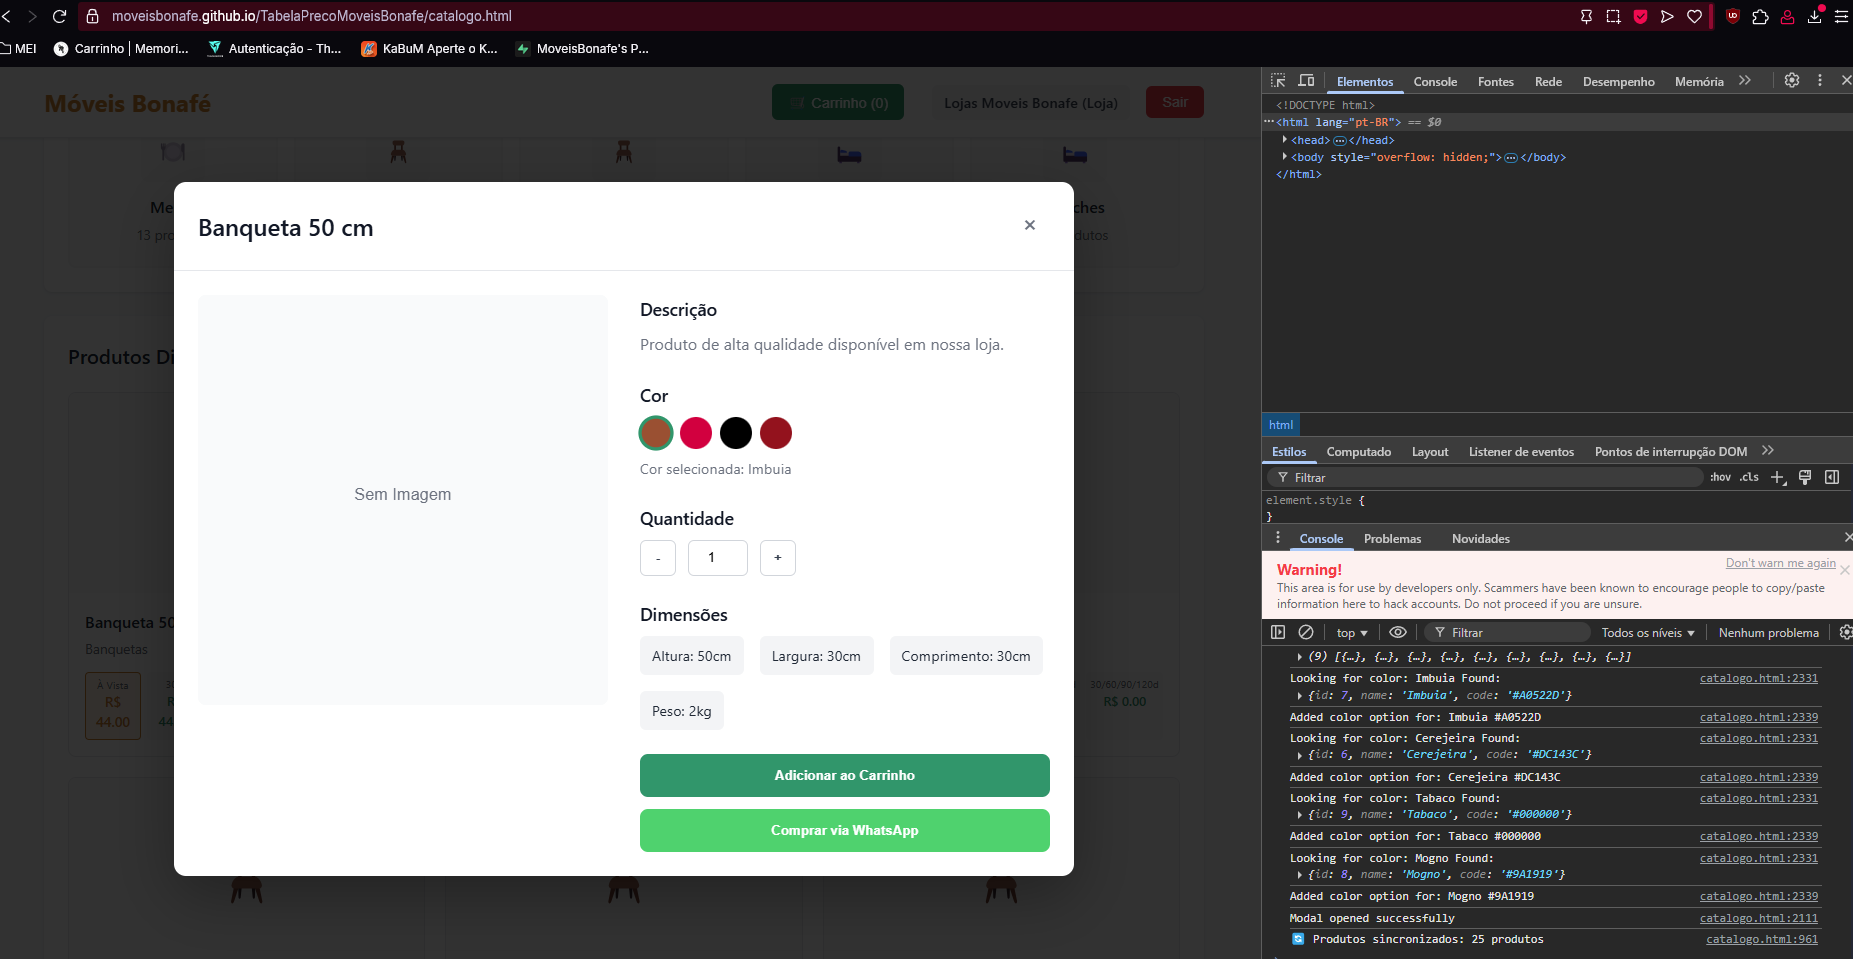 moveisbonafe.github.io/TabelaPrecoMoveisBonafe/catalogo.html
MEI
Carrinho | Memori...
Autenticação - Th...
KaBuM Aperte o K...
MoveisBonafe's P...
Móveis Bonafé
Carrinho (0)
Lojas Moveis Bonafe (Loja)
Sair
Me
13 pro
ches
odutos
Produtos Di
Banqueta 50
Banquetas
À Vista
R$
44.00
30
R
44
30/60/90/120d
R$ 0.00
Banqueta 50 cm
×
Sem Imagem
Descrição
Produto de alta qualidade disponível em nossa loja.
Cor
Cor selecionada: Imbuia
Quantidade
- 1 +
Dimensões
Altura: 50cm
Largura: 30cm
Comprimento: 30cm
Peso: 2kg
Adicionar ao Carrinho
Comprar via WhatsApp
Elementos
Console
Fontes
Rede
Desempenho
Memória
<!DOCTYPE html>
<html lang="pt-BR"> == $0
<head> </head>
<body style="overflow: hidden;"> </body>
</html>
html
Estilos
Computado
Layout
Listener de eventos
Pontos de interrupção DOM
Filtrar
:hov
.cls
element.style {
}
Console
Problemas
Novidades
Don't warn me again
Warning!
This area is for use by developers only. Scammers have been known to encourage people to copy/paste
information here to hack accounts. Do not proceed if you are unsure.
top
Filtrar
Todos os níveis
Nenhum problema
(9) [{…}, {…}, {…}, {…}, {…}, {…}, {…}, {…}, {…}]
Looking for color: Imbuia Found: catalogo.html:2331
{id: 7, name: 'Imbuia', code: '#A0522D'}
Added color option for: Imbuia #A0522D catalogo.html:2339
Looking for color: Cerejeira Found: catalogo.html:2331
{id: 6, name: 'Cerejeira', code: '#DC143C'}
Added color option for: Cerejeira #DC143C catalogo.html:2339
Looking for color: Tabaco Found: catalogo.html:2331
{id: 9, name: 'Tabaco', code: '#000000'}
Added color option for: Tabaco #000000 catalogo.html:2339
Looking for color: Mogno Found: catalogo.html:2331
{id: 8, name: 'Mogno', code: '#9A1919'}
Added color option for: Mogno #9A1919 catalogo.html:2339
Modal opened successfully catalogo.html:2111
Produtos sincronizados: 25 produtos catalogo.html:961